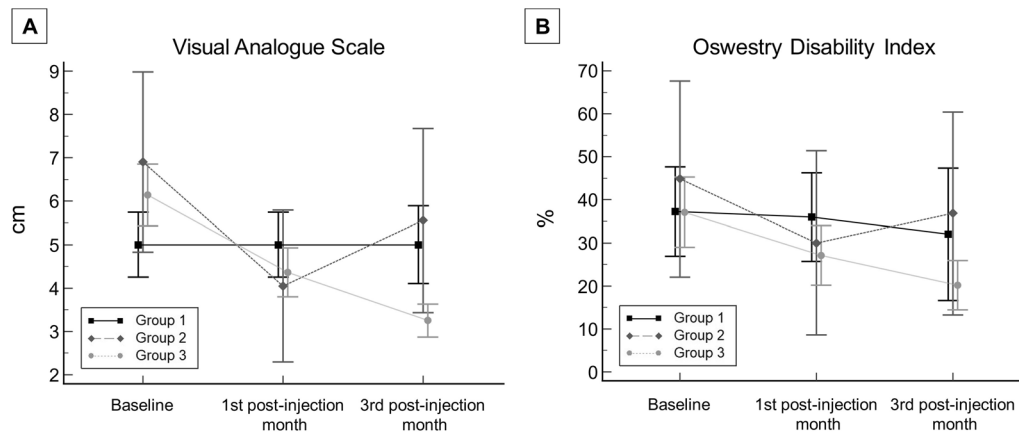 A
Visual Analogue Scale
9
8
7
6
5
4
3
2
cm
Group 1
Group 2
Group 3
Baseline
1st post-injection
month
3rd post-injection
month
B
Oswestry Disability Index
70
60
50
40
30
20
10
0
%
Group 1
Group 2
Group 3
Baseline
1st post-injection
month
3rd post-injection
month